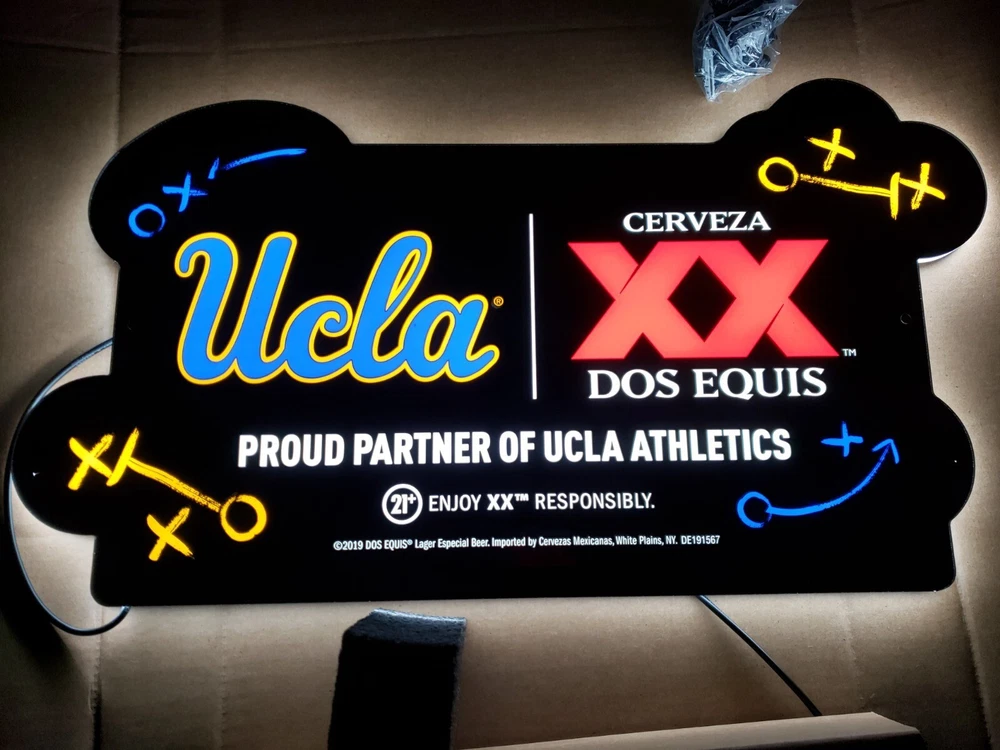 Ucla®
CERVEZA
XX™
DOS EQUIS
PROUD PARTNER OF UCLA ATHLETICS
21+ ENJOY XX™ RESPONSIBLY.
©2019 DOS EQUIS® Lager Especial Beer. Imported by Cervezas Mexicanas, White Plains, NY. DE191567